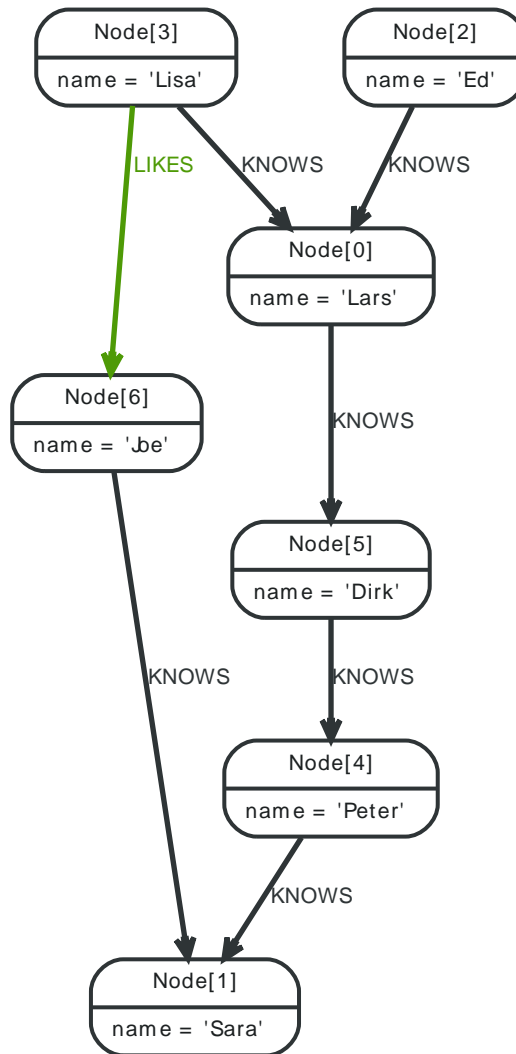 Node[3]
name = 'Lisa'
Node[2]
name = 'Ed'
LIKES
KNOWS
KNOWS
Node[0]
name = 'Lars'
Node[6]
name = 'Joe'
KNOWS
Node[5]
name = 'Dirk'
KNOWS
KNOWS
Node[4]
name = 'Peter'
KNOWS
Node[1]
name = 'Sara'